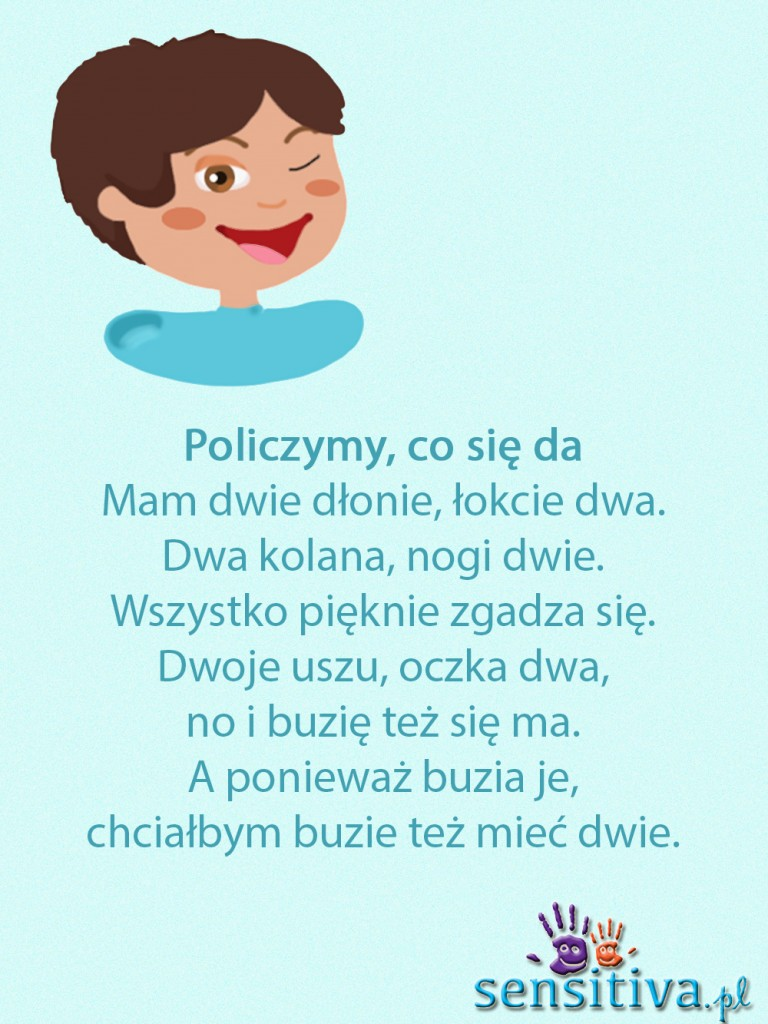 Policzymy, co się da
Mam dwie dłonie, łokcie dwa.
Dwa kolana, nogi dwie.
Wszystko pięknie zgadza się.
Dwoje uszu, oczka dwa,
no i buzię też się ma.
A ponieważ buzia je,
chciałbym buzie też mieć dwie.
sensitiva.pl